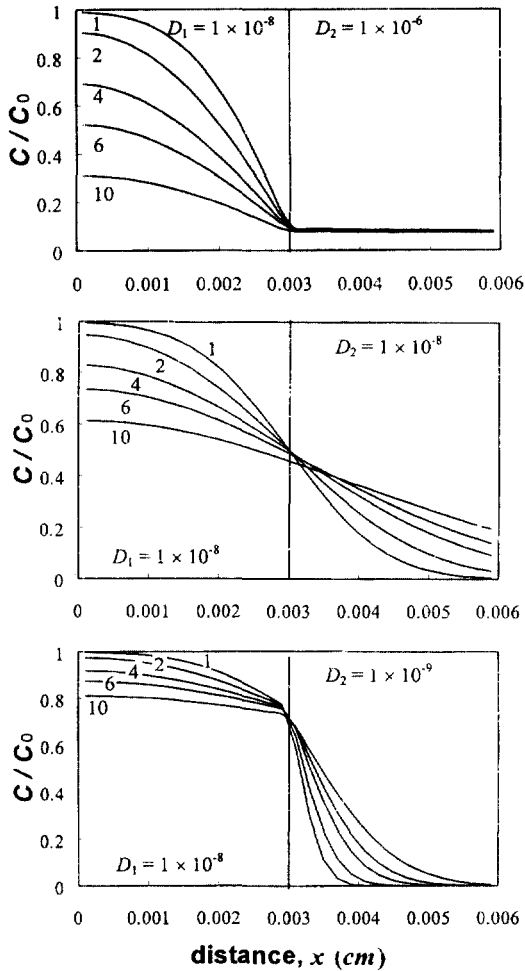 1
D₁ = 1 × 10⁻⁸
D₂ = 1 × 10⁻⁶
0.8
2
0.6
4
C / C₀
0.4
6
0.2
10
0
0 0.001 0.002 0.003 0.004 0.005 0.006
1
1
D₂ = 1 × 10⁻⁸
0.8
2
4
0.6
6
C / C₀
10
0.4
0.2
D₁ = 1 × 10⁻⁸
0
0 0.001 0.002 0.003 0.004 0.005 0.006
1
1
4 2
D₂ = 1 × 10⁻⁹
6
0.8
10
0.6
C / C₀
0.4
0.2
D₁ = 1 × 10⁻⁸
0
0 0.001 0.002 0.003 0.004 0.005 0.006
distance, x (cm)